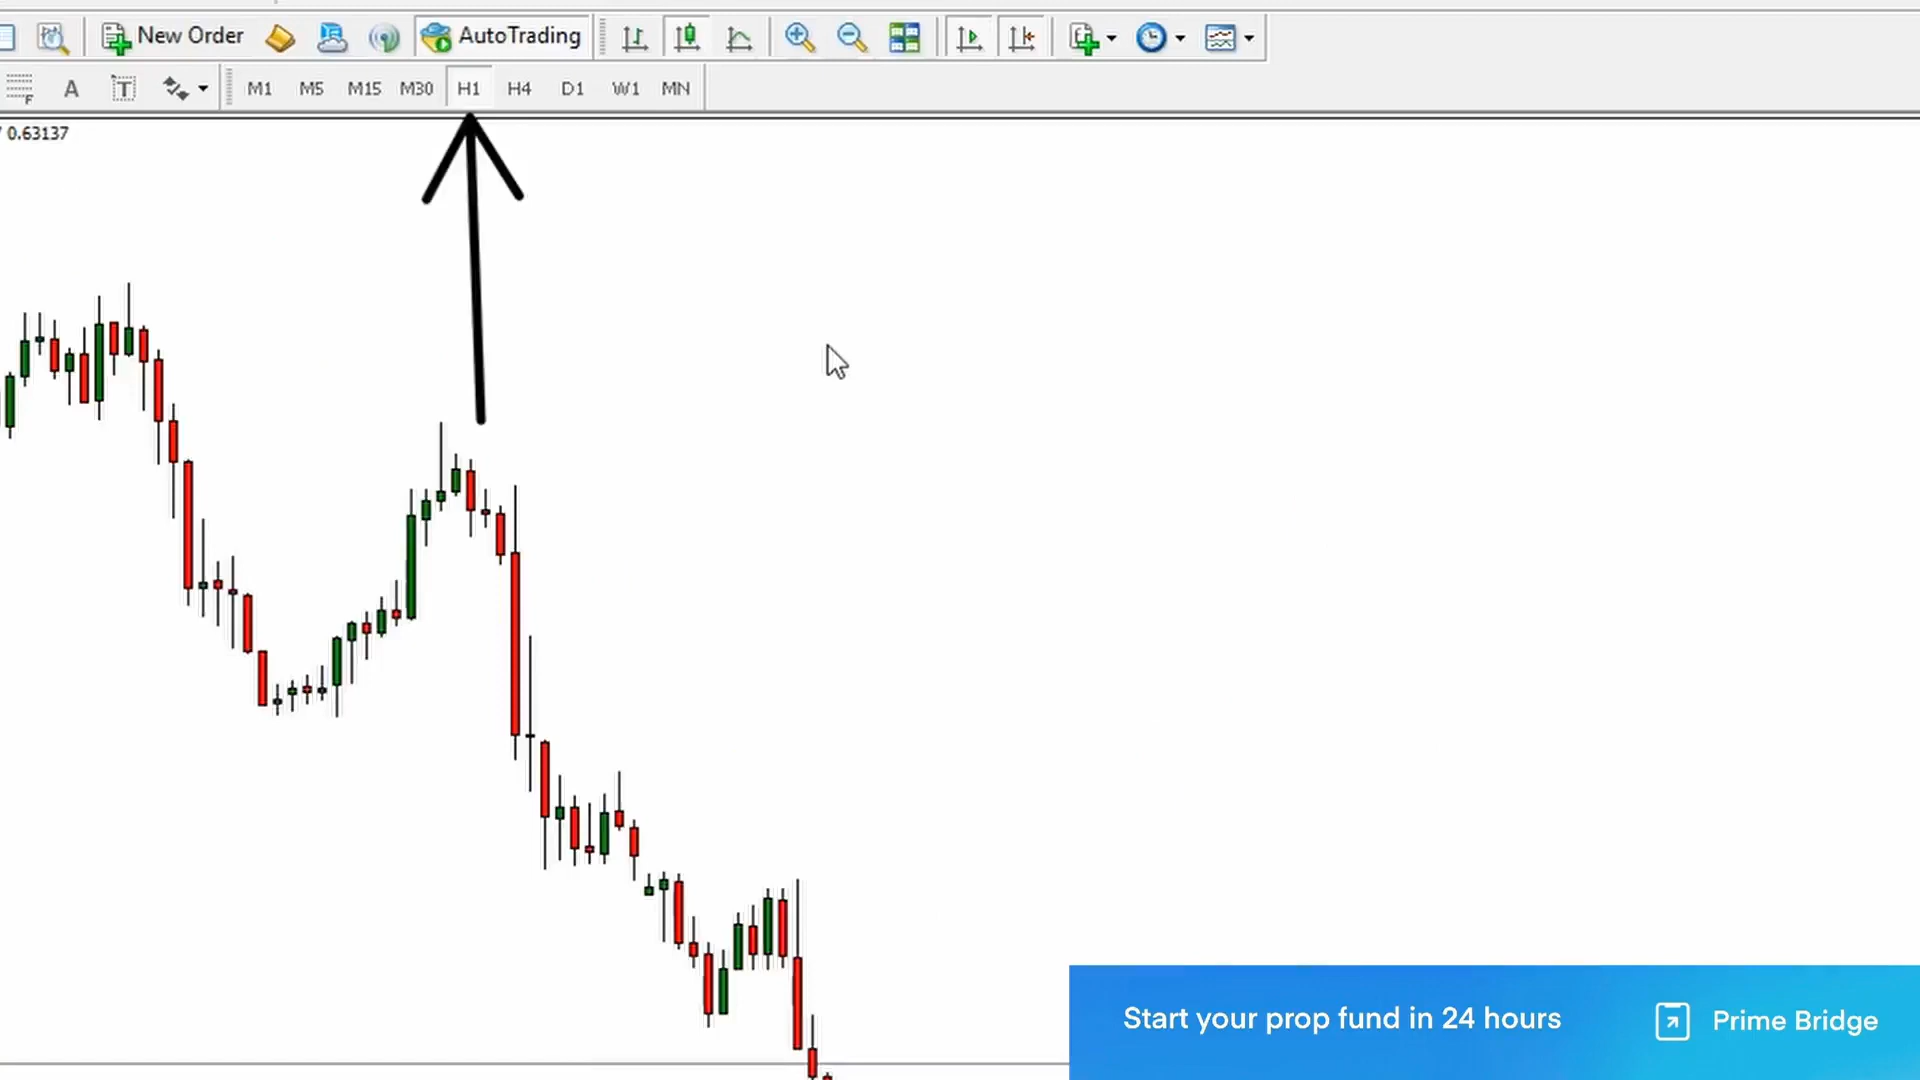 New Order AutoTrading
F A T M1 M5 M15 M30 H1 H4 D1 W1 MN
0.63137
Start your prop fund in 24 hours Prime Bridge